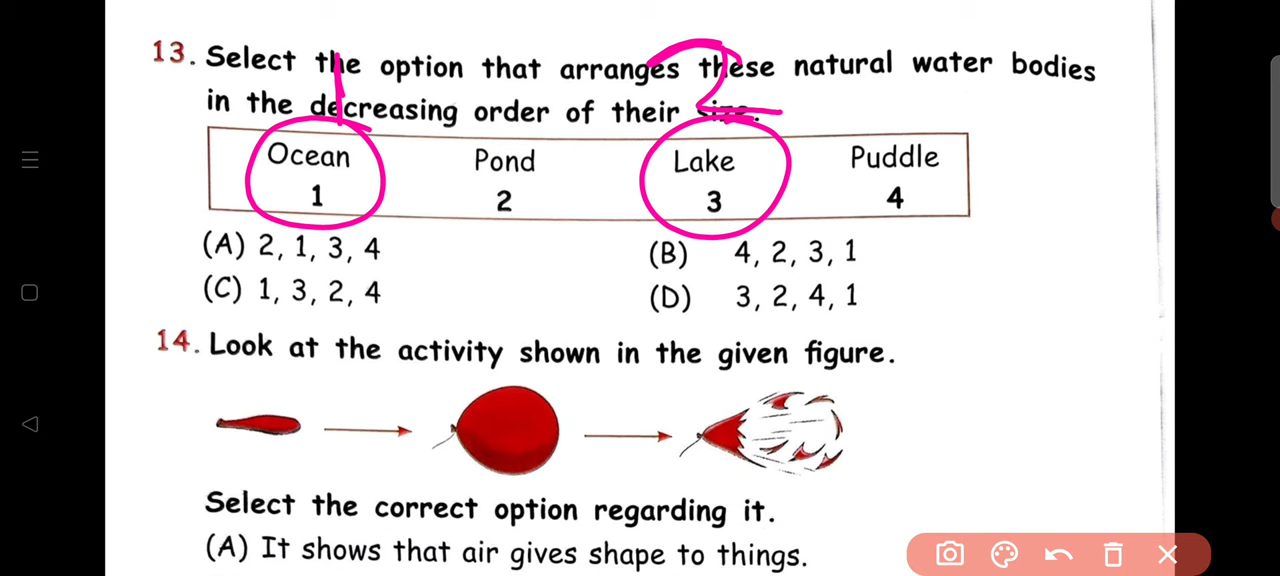 13. Select the option that arranges these natural water bodies
in the decreasing order of their size.
Ocean Pond Lake Puddle
1 2 3 4
(A) 2, 1, 3, 4 (B) 4, 2, 3, 1
(C) 1, 3, 2, 4 (D) 3, 2, 4, 1
14. Look at the activity shown in the given figure.
Select the correct option regarding it.
(A) It shows that air gives shape to things.
1
2